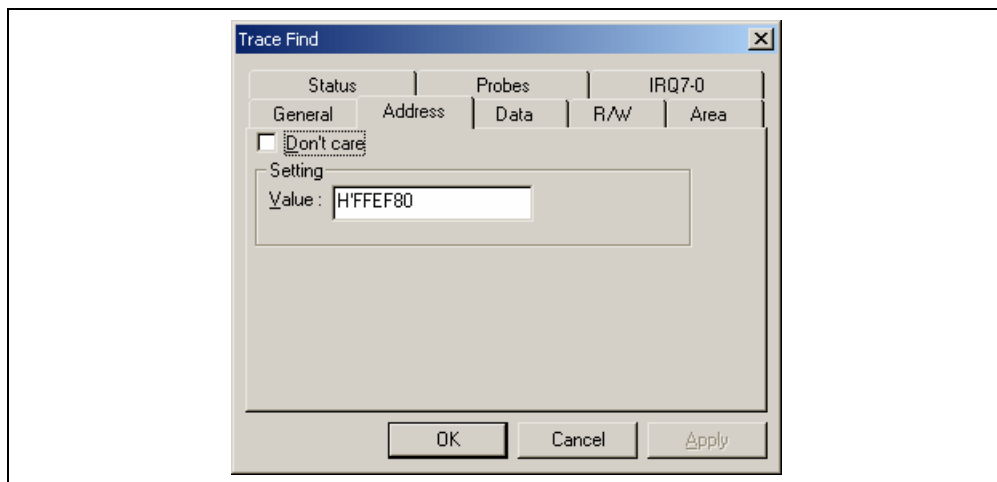 Trace Find
Status Probes IRQ7-0
General Address Data R/W Area
Don't care
Setting
Value : H'FFEF80
OK Cancel Apply